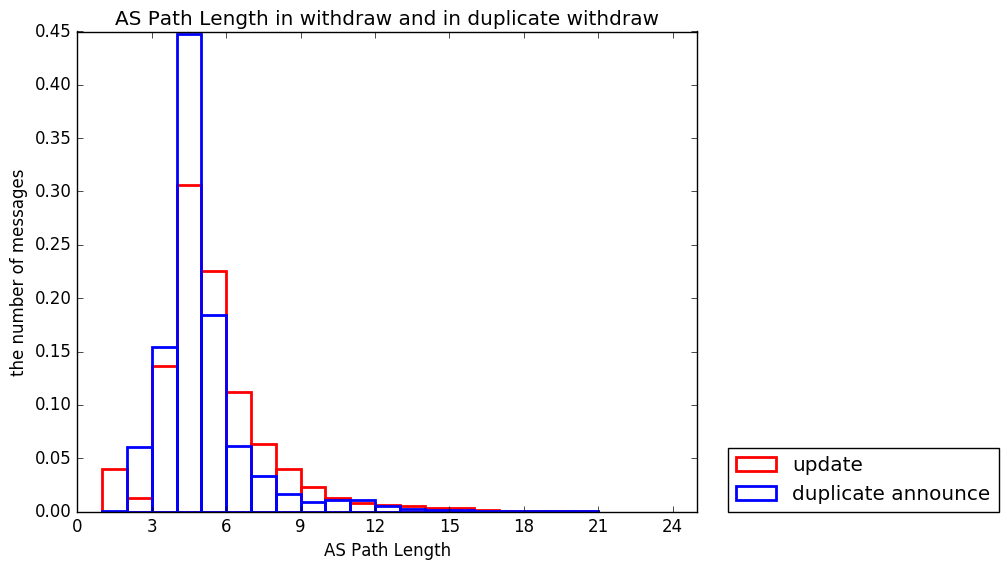 AS Path Length in withdraw and in duplicate withdraw
0.45
0.40
0.35
0.30
0.25
0.20
0.15
0.10
0.05
0.00
the number of messages
0 3 6 9 12 15 18 21 24
AS Path Length
update
duplicate announce